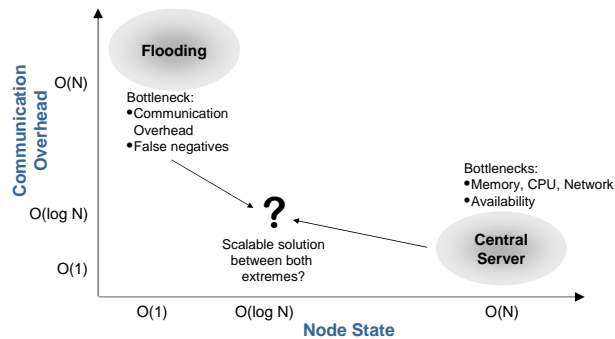 Communication
Overhead
O(N)
O(log N)
O(1)
Flooding
Bottleneck:
•Communication
Overhead
•False negatives
?
Scalable solution
between both
extremes?
Bottlenecks:
•Memory, CPU, Network
•Availability
Central
Server
O(1)
O(log N)
O(N)
Node State